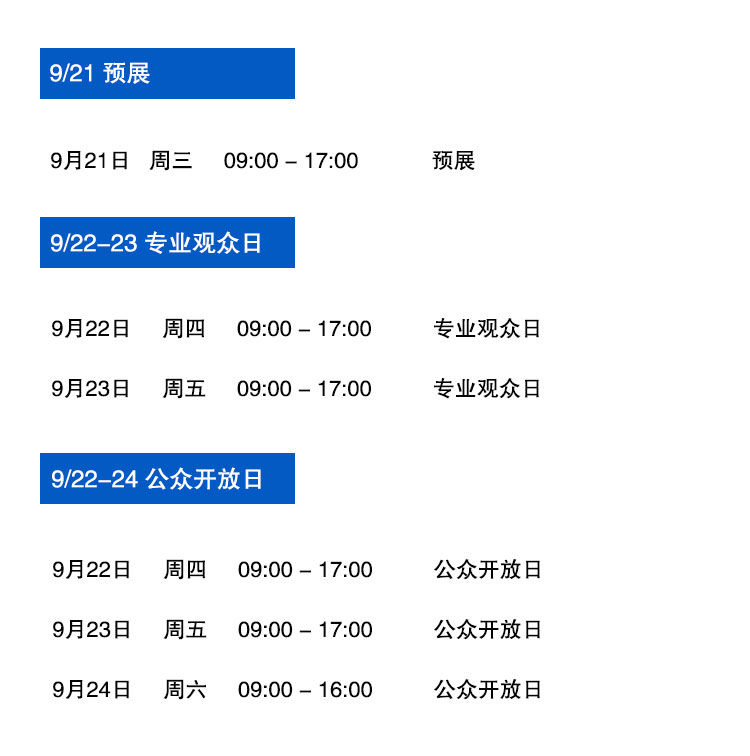 9/21 预展
9月21日 周三 09:00 – 17:00 预展
9/22–23 专业观众日
9月22日 周四 09:00 – 17:00 专业观众日
9月23日 周五 09:00 – 17:00 专业观众日
9/22–24 公众开放日
9月22日 周四 09:00 – 17:00 公众开放日
9月23日 周五 09:00 – 17:00 公众开放日
9月24日 周六 09:00 – 16:00 公众开放日